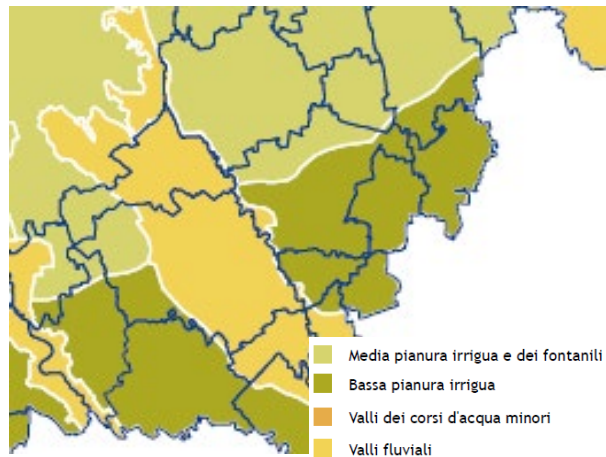 Media pianura irrigua e dei fontanili
Bassa pianura irrigua
Valli dei corsi d'acqua minori
Valli fluviali